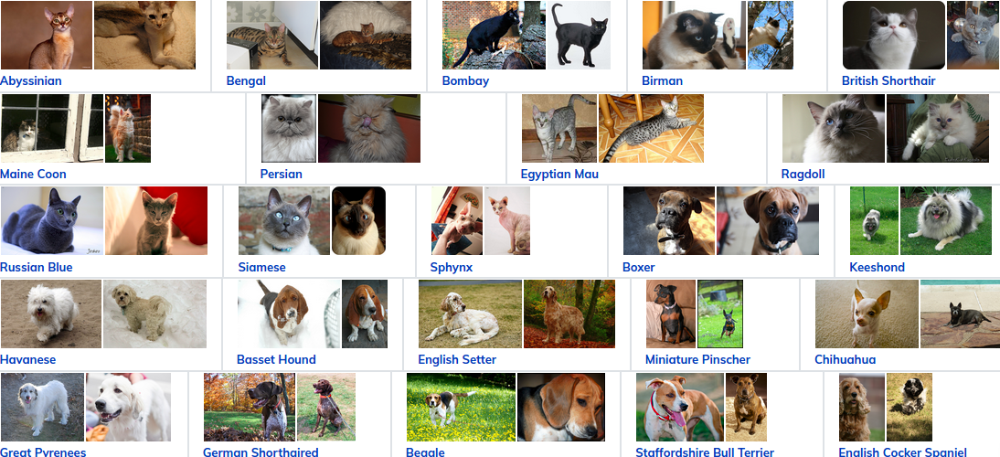 Abyssinian
Bengal
Bombay
Birman
British Shorthair
Maine Coon
Persian
Egyptian Mau
Ragdoll
Russian Blue
Siamese
Sphynx
Boxer
Keeshond
Havanese
Basset Hound
English Setter
Miniature Pinscher
Chihuahua
Great Pyrenees
German Shorthaired
Beagle
Staffordshire Bull Terrier
English Cocker Spaniel